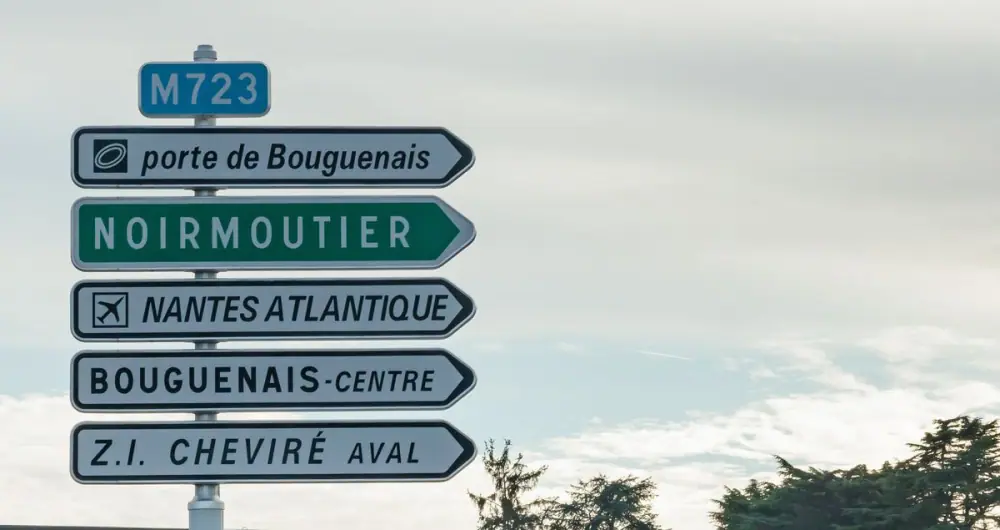 M723
porte de Bouguenais
NOIRMOUTIER
NANTES ATLANTIQUE
BOUGUENAIS-CENTRE
Z.I. CHEVIRÉ AVAL